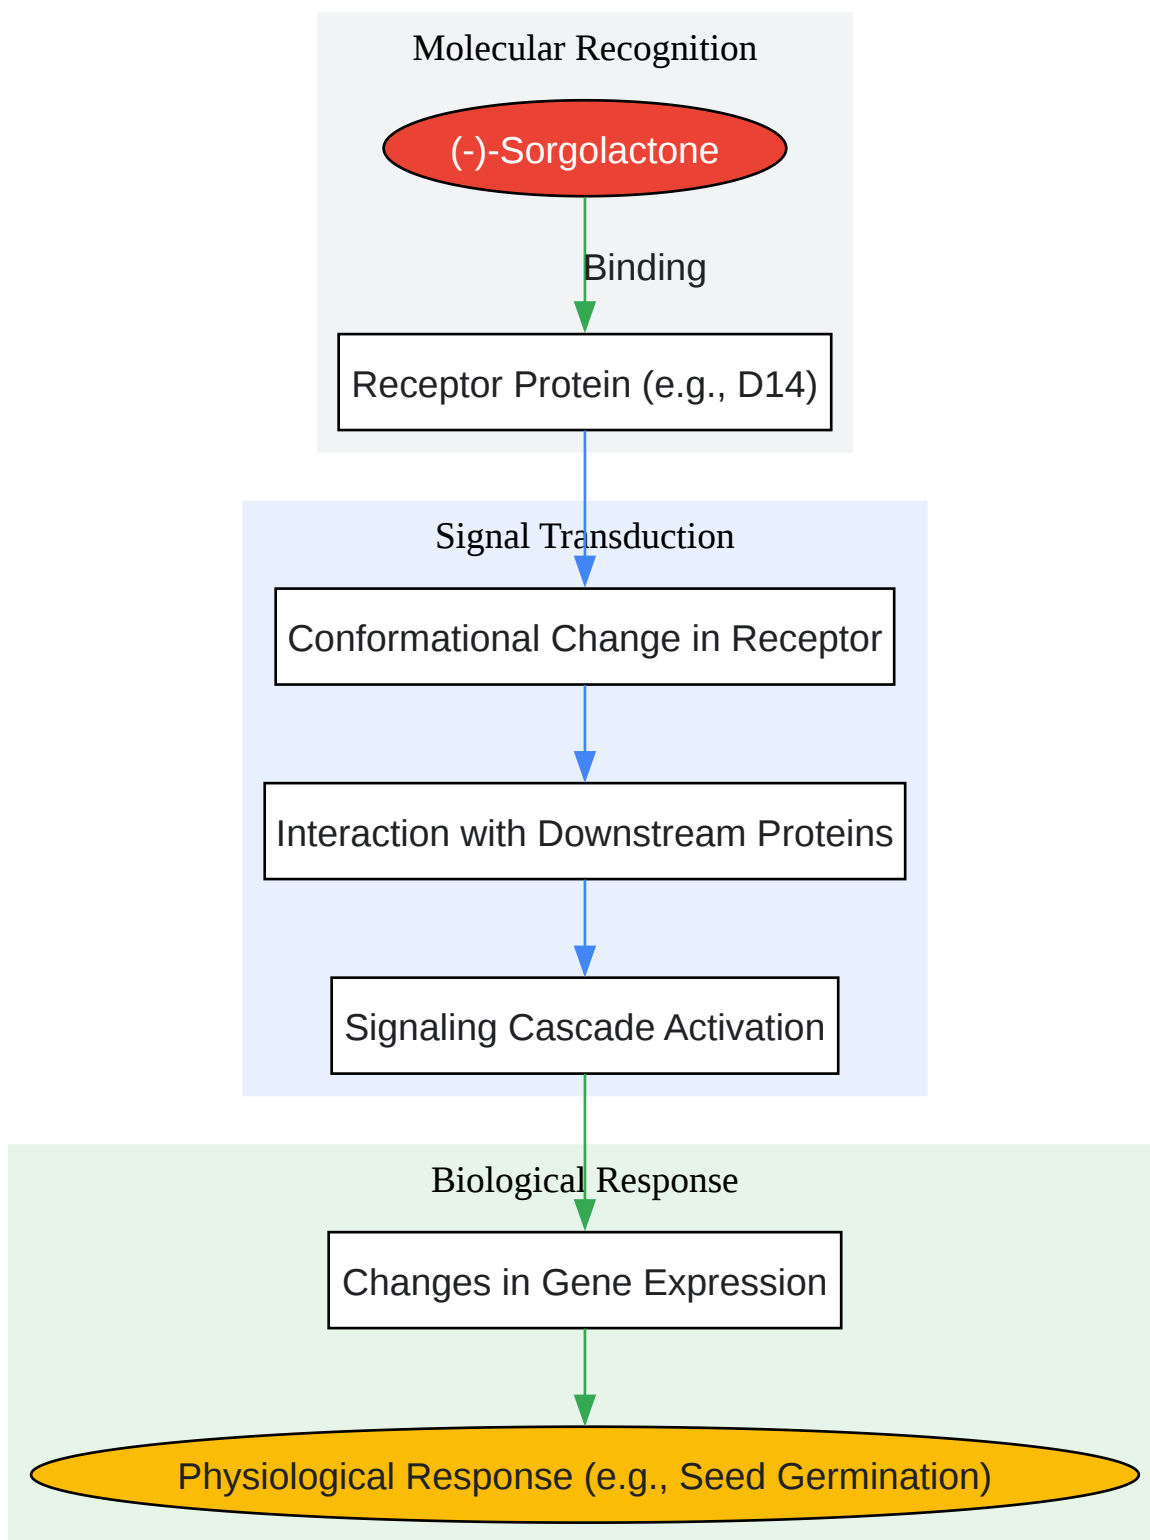 Molecular Recognition
(-)-Sorgolactone
Binding
Receptor Protein (e.g., D14)
Signal Transduction
Conformational Change in Receptor
Interaction with Downstream Proteins
Signaling Cascade Activation
Biological Response
Changes in Gene Expression
Physiological Response (e.g., Seed Germination)